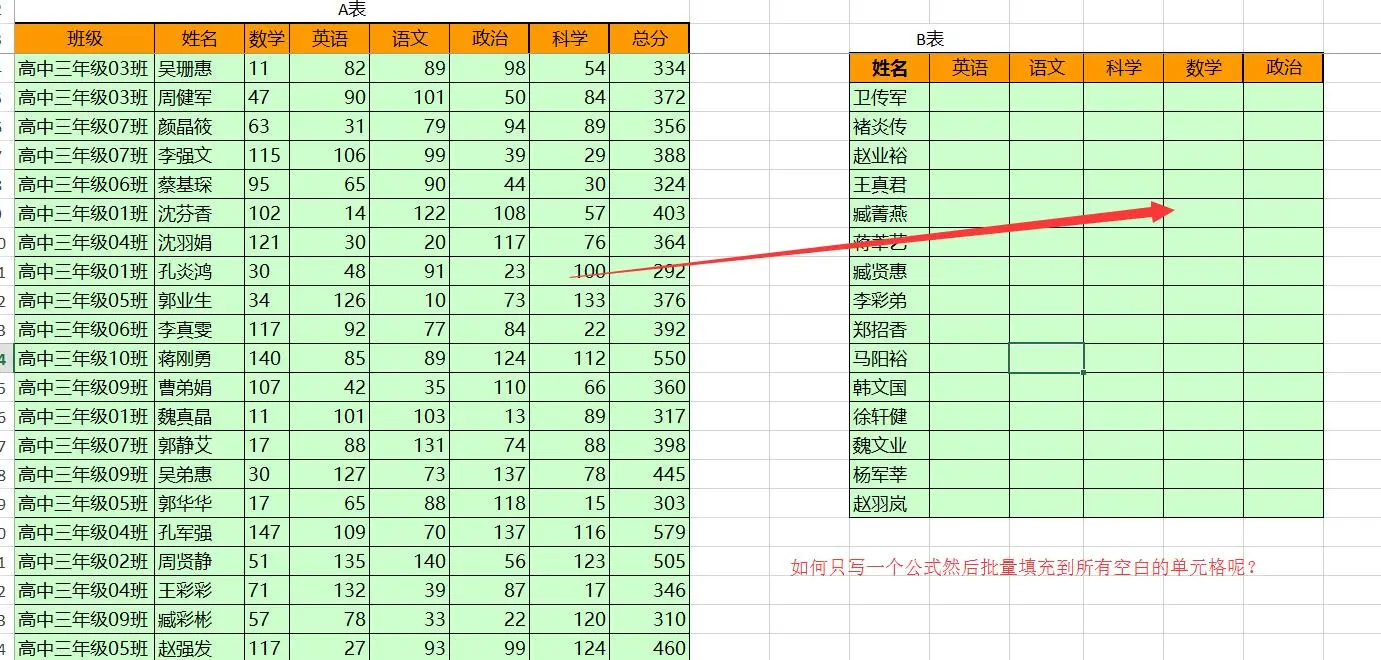 A表
班级 姓名 数学 英语 语文 政治 科学 总分
高中三年级03班 吴珊惠 11 82 89 98 54 334
高中三年级03班 周健军 47 90 101 50 84 372
高中三年级07班 颜晶筱 63 31 79 94 89 356
高中三年级07班 李强文 115 106 99 39 29 388
高中三年级06班 蔡基琛 95 65 90 44 30 324
高中三年级01班 沈芬香 102 14 122 108 57 403
高中三年级04班 沈羽娟 121 30 20 117 76 364
高中三年级01班 孔炎鸿 30 48 91 23 100 292
高中三年级05班 郭业生 34 126 10 73 133 376
高中三年级06班 李真雯 117 92 77 84 22 392
高中三年级10班 蒋刚勇 140 85 89 124 112 550
高中三年级09班 曹弟娟 107 42 35 110 66 360
高中三年级01班 魏真晶 11 101 103 13 89 317
高中三年级07班 郭静艾 17 88 131 74 88 398
高中三年级09班 吴弟惠 30 127 73 137 78 445
高中三年级05班 郭华华 17 65 88 118 15 303
高中三年级04班 孔军强 147 109 70 137 116 579
高中三年级02班 周贤静 51 135 140 56 123 505
高中三年级04班 王彩彩 71 132 39 87 17 346
高中三年级09班 臧彩彬 57 78 33 22 120 310
高中三年级05班 赵强发 117 27 93 99 124 460
B表
姓名 英语 语文 科学 数学 政治
卫传军
褚炎传
赵业裕
王真君
臧菁燕
蒋莘艺
臧贤惠
李彩弟
郑招香
马阳裕
韩文国
徐轩健
魏文业
杨军莘
赵羽岚
如何只写一个公式然后批量填充到所有空白的单元格呢？